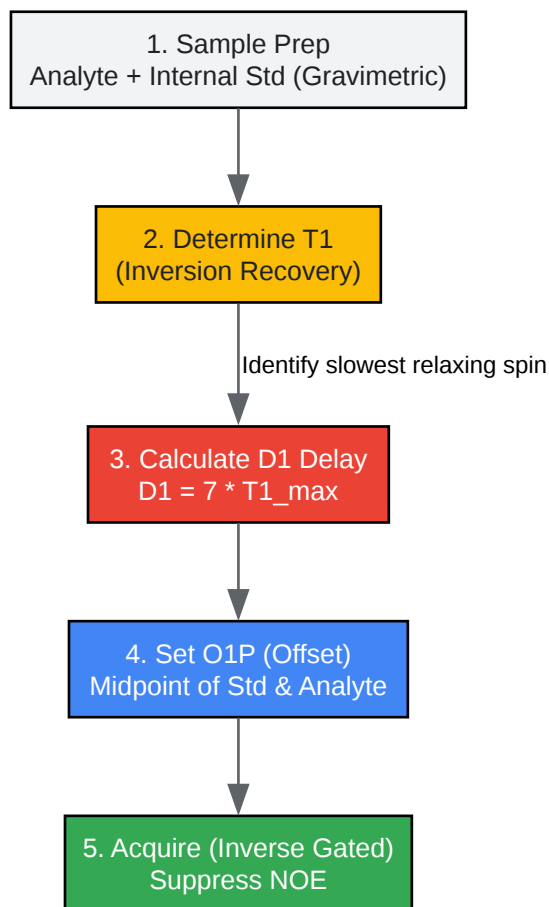 1. Sample Prep
Analyte + Internal Std (Gravimetric)
2. Determine T1
(Inversion Recovery)
Identify slowest relaxing spin
3. Calculate D1 Delay
D1 = 7 * T1_max
4. Set O1P (Offset)
Midpoint of Std & Analyte
5. Acquire (Inverse Gated)
Suppress NOE